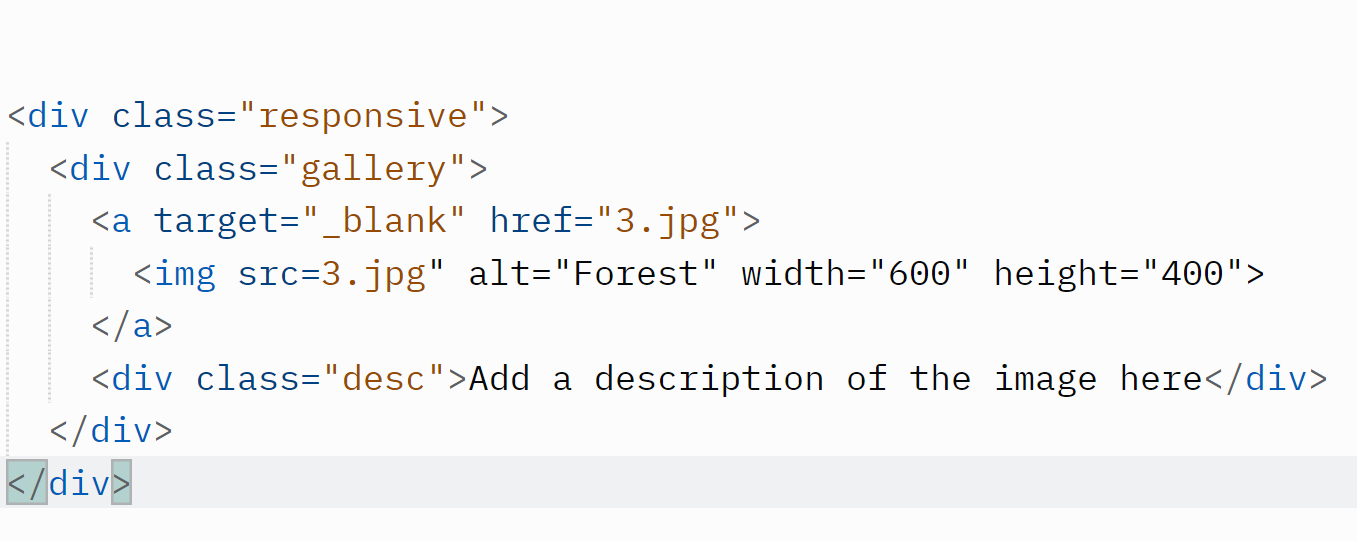 <div class="responsive">
  <div class="gallery">
    <a target="_blank" href="3.jpg">
      <img src=3.jpg" alt="Forest" width="600" height="400">
    </a>
    <div class="desc">Add a description of the image here</div>
  </div>
</div>